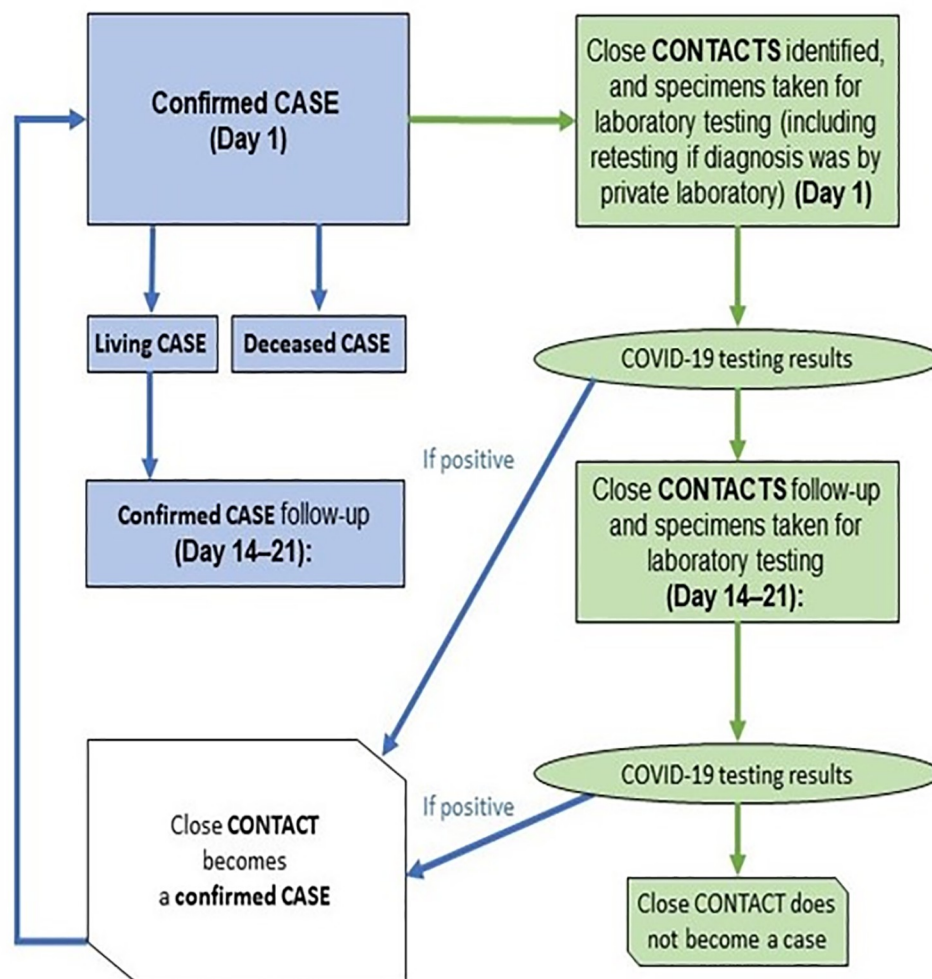 Confirmed CASE
(Day 1)
Close CONTACTS identified,
and specimens taken for
laboratory testing (including
retesting if diagnosis was by
private laboratory) (Day 1)
Living CASE
Deceased CASE
COVID-19 testing results
If positive
Confirmed CASE follow-up
(Day 14–21):
Close CONTACTS follow-up
and specimens taken for
laboratory testing
(Day 14–21):
COVID-19 testing results
If positive
Close CONTACT
becomes
a confirmed CASE
Close CONTACT does
not become a case